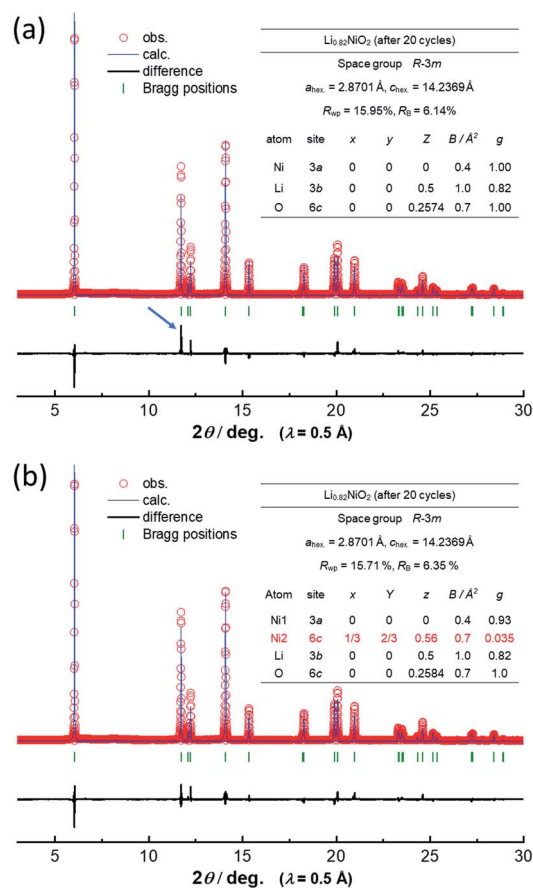 (a)
obs.
calc.
difference
Bragg positions
Li0.82NiO2 (after 20 cycles)
Space group R-3m
ahex. = 2.8701 Å, chex. = 14.2369Å
Rwp = 15.95%, RB = 6.14%
atom site x y Z B / Å2 g
Ni 3a 0 0 0 0.4 1.00
Li 3b 0 0 0.5 1.0 0.82
O 6c 0 0 0.2574 0.7 1.00
5 10 15 20 25 30
2θ / deg. (λ = 0.5 Å)
(b)
obs.
calc.
difference
Bragg positions
Li0.82NiO2 (after 20 cycles)
Space group R-3m
ahex. = 2.8701 Å, chex. = 14.2369Å
Rwp = 15.71 %, RB = 6.35 %
Atom site x Y z B / Å2 g
Ni1 3a 0 0 0 0.4 0.93
Ni2 6c 1/3 2/3 0.56 0.7 0.035
Li 3b 0 0 0.5 1.0 0.82
O 6c 0 0 0.2584 0.7 1.0
5 10 15 20 25 30
2θ / deg. (λ = 0.5 Å)